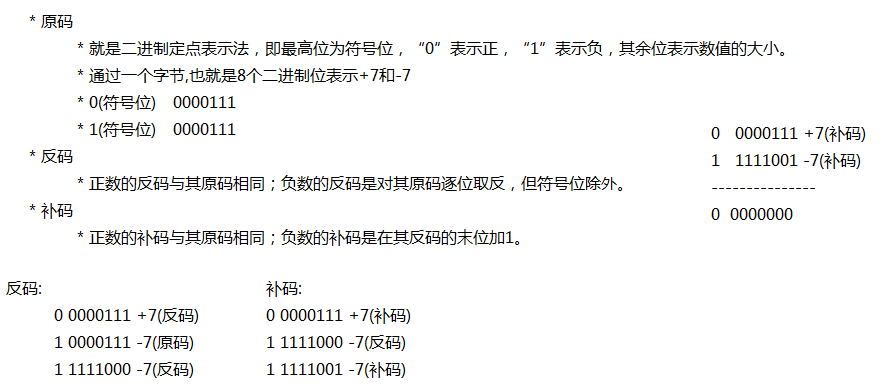 * 原码
* 就是二进制定点表示法，即最高位为符号位，“0”表示正，“1”表示负，其余位表示数值的大小。
* 通过一个字节,也就是8个二进制位表示+7和-7
* 0(符号位) 0000111
* 1(符号位) 0000111
* 反码
* 正数的反码与其原码相同；负数的反码是对其原码逐位取反，但符号位除外。
* 补码
* 正数的补码与其原码相同；负数的补码是在其反码的末位加1。
0 0000111 +7(补码)
1 1111001 -7(补码)
---------------
0 0000000
反码:
0 0000111 +7(反码)
1 0000111 -7(原码)
1 1111000 -7(反码)
补码:
0 0000111 +7(补码)
1 1111000 -7(反码)
1 1111001 -7(补码)